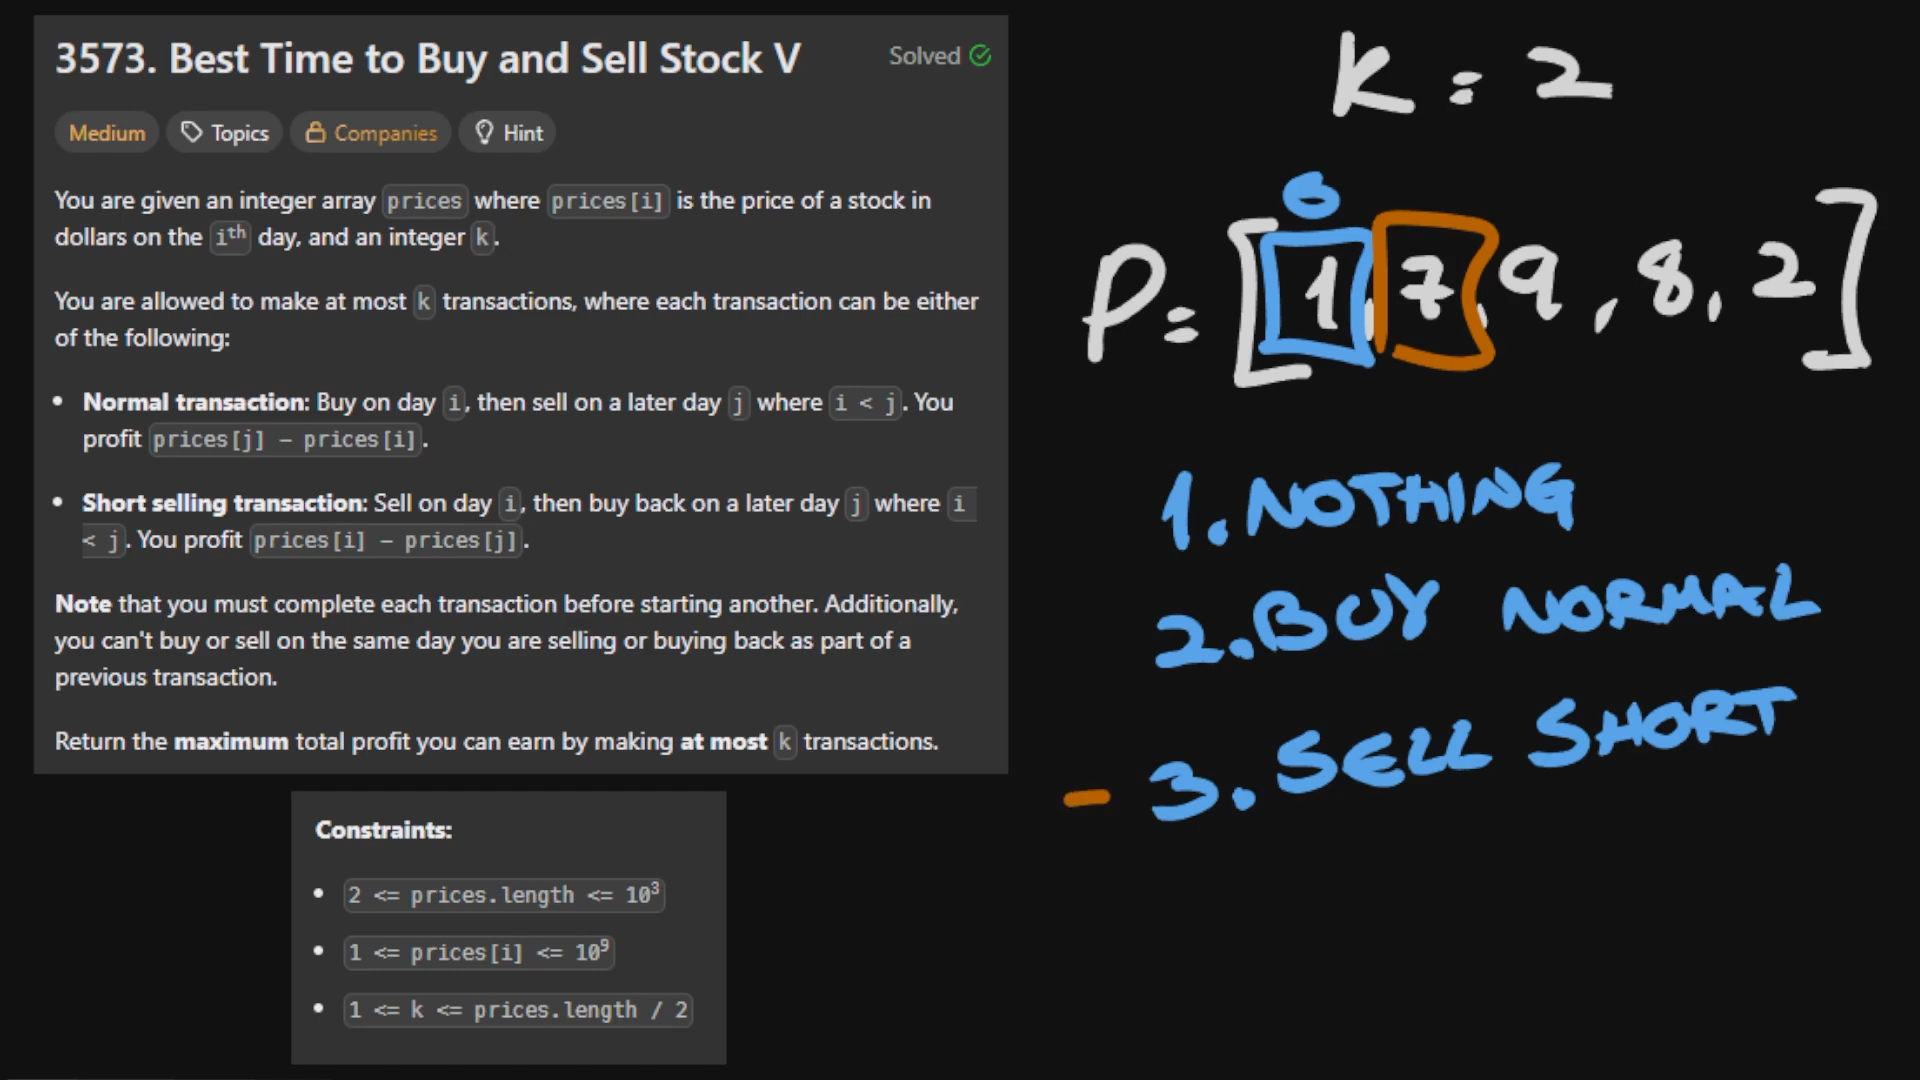 3573. Best Time to Buy and Sell Stock V
Solved
Medium Topics Companies Hint
You are given an integer array prices where prices[i] is the price of a stock in
dollars on the ith day, and an integer k.
You are allowed to make at most k transactions, where each transaction can be either
of the following:
• Normal transaction: Buy on day i, then sell on a later day j where i < j. You
profit prices[j] - prices[i].
• Short selling transaction: Sell on day i, then buy back on a later day j where i
< j. You profit prices[i] - prices[j].
Note that you must complete each transaction before starting another. Additionally,
you can't buy or sell on the same day you are selling or buying back as part of a
previous transaction.
Return the maximum total profit you can earn by making at most k transactions.
Constraints:
• 2 <= prices.length <= 10³
• 1 <= prices[i] <= 10⁹
• 1 <= k <= prices.length / 2
K = 2
P = [1, 7, 9, 8, 2]
1. NOTHING
2. BUY NORMAL
- 3. SELL SHORT